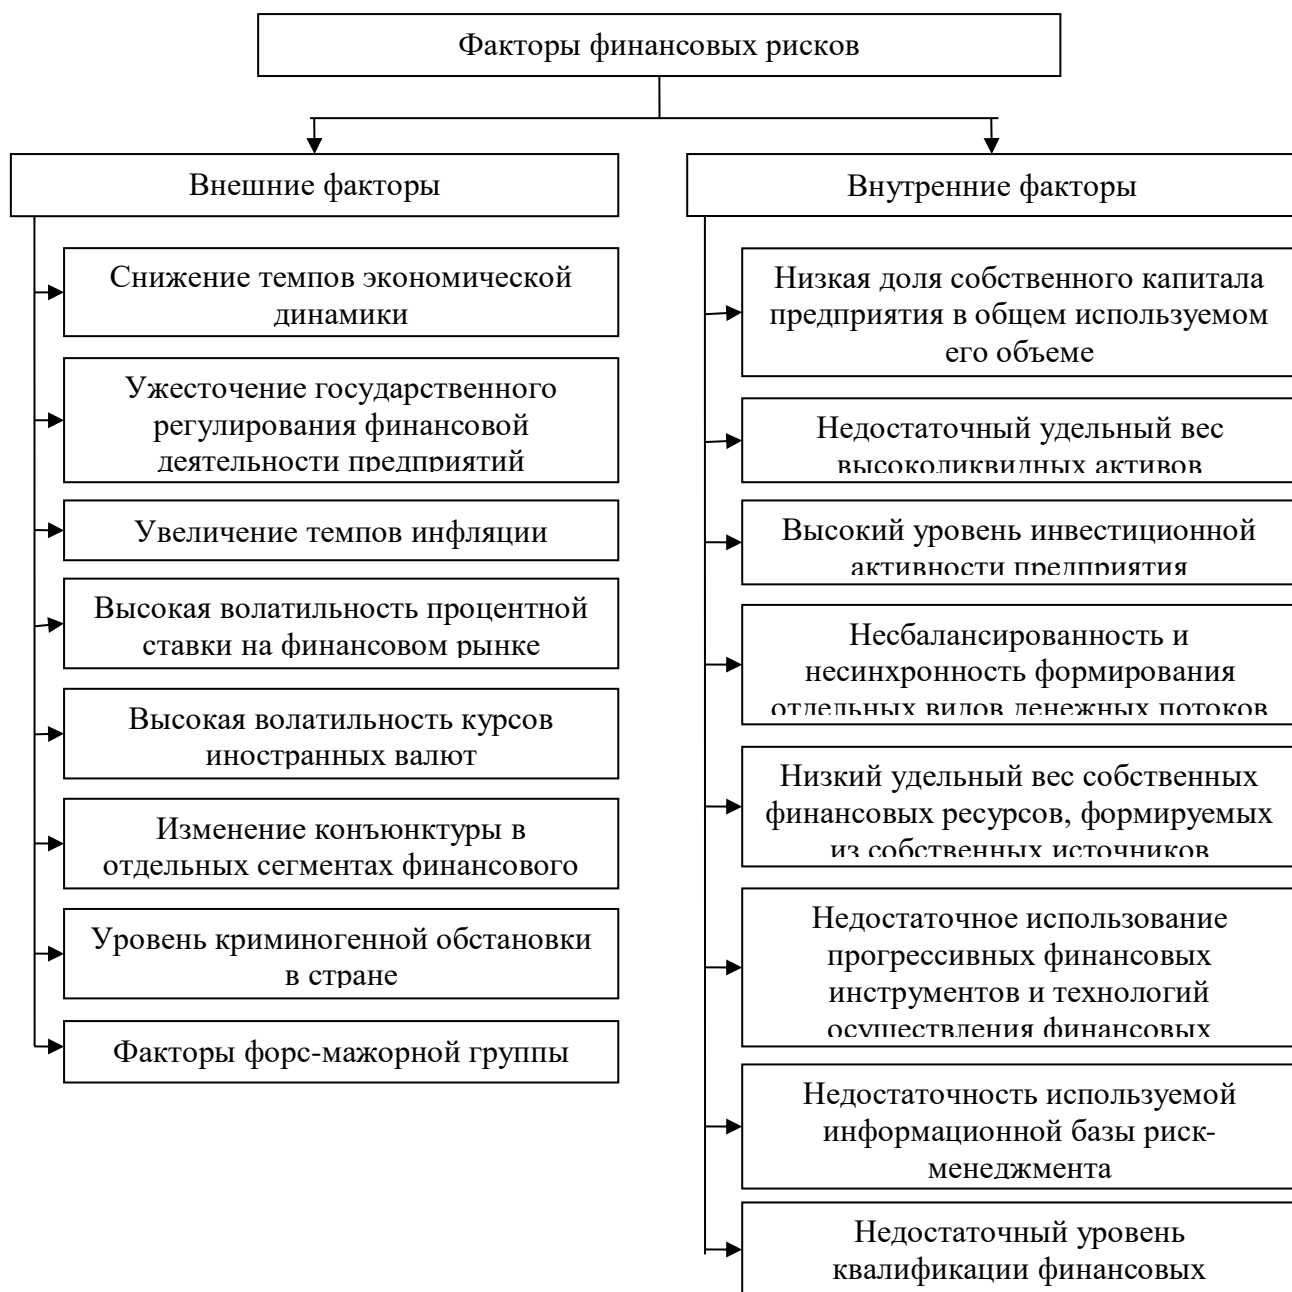 Факторы финансовых рисков
Внешние факторы
Снижение темпов экономической
динамики
Ужесточение государственного
регулирования финансовой
деятельности предприятий
Увеличение темпов инфляции
Высокая волатильность процентной
ставки на финансовом рынке
Высокая волатильность курсов
иностранных валют
Изменение конъюнктуры в
отдельных сегментах финансового
Уровень криминогенной обстановки
в стране
Факторы форс-мажорной группы
Внутренние факторы
Низкая доля собственного капитала
предприятия в общем используемом
его объеме
Недостаточный удельный вес
высоколиквидных активов
Высокий уровень инвестиционной
активности предприятия
Несбалансированность и
несинхронность формирования
отдельных видов денежных потоков
Низкий удельный вес собственных
финансовых ресурсов, формируемых
из собственных источников
Недостаточное использование
прогрессивных финансовых
инструментов и технологий
осуществления финансовых
Недостаточность используемой
информационной базы риск-
менеджмента
Недостаточный уровень
квалификации финансовых